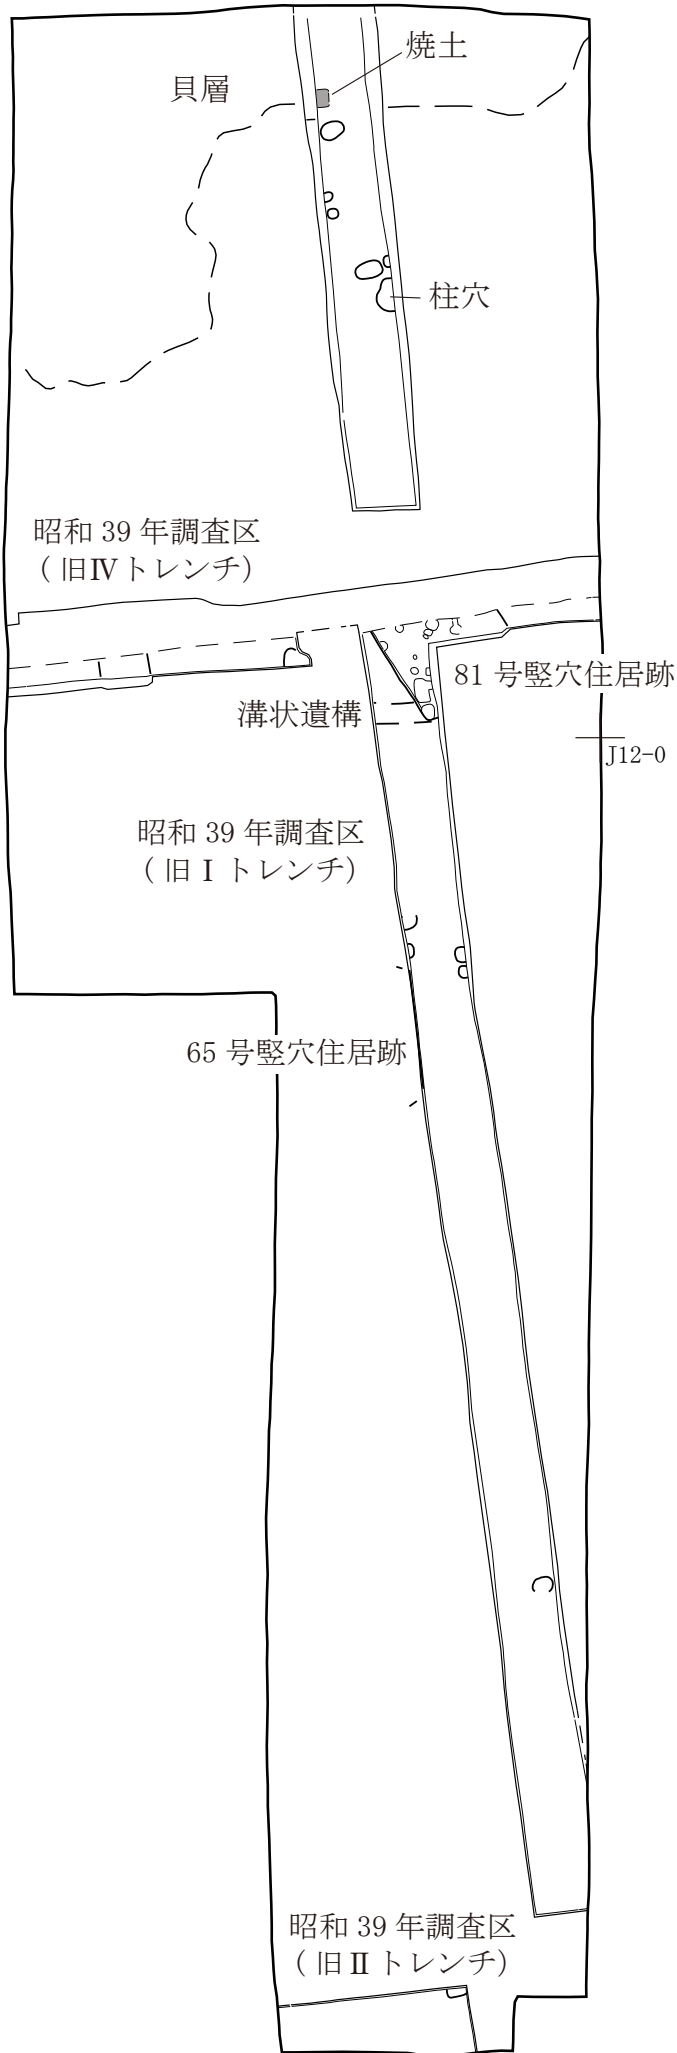 焼土
貝層
柱穴
昭和 39 年調査区
（旧Ⅳトレンチ）
81 号竪穴住居跡
溝状遺構
J12-0
昭和 39 年調査区
（旧Ⅰトレンチ）
65 号竪穴住居跡
昭和 39 年調査区
（旧Ⅱトレンチ）